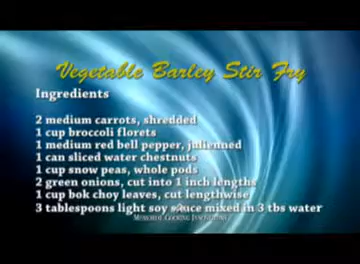 Vegetable Barley Stir Fry
Ingredients
2 medium carrots, shredded
1 cup broccoli florets
1 medium red bell pepper, julienned
1 can sliced water chestnuts
1 cup snow peas, whole pods
2 green onions, cut into 1 inch lengths
1 cup bok choy leaves, cut lengthwise
3 tablespoons light soy sauce mixed in 3 tbs water
Cooking